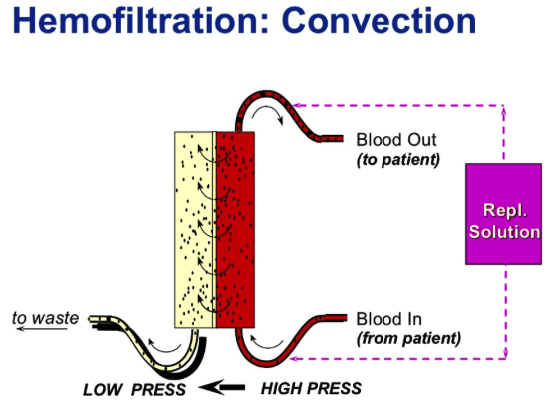 Hemofiltration: Convection
Blood Out
(to patient)
Repl.
Solution
to waste
Blood In
(from patient)
LOW PRESS
HIGH PRESS